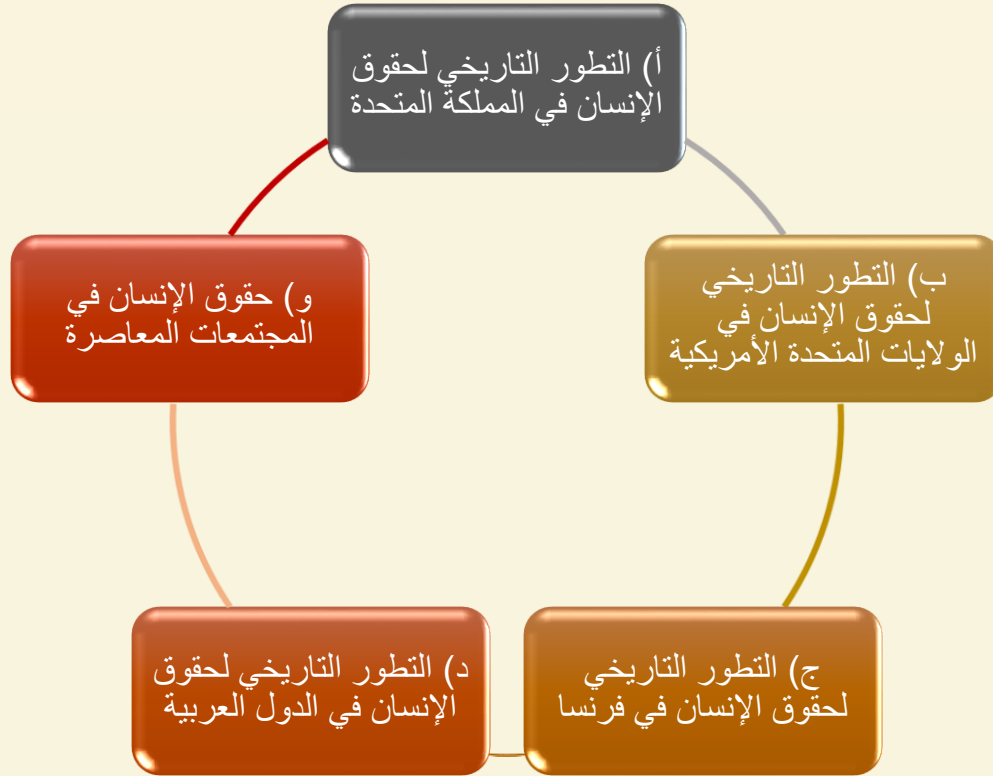 أ) التطور التاريخي لحقوق
الإنسان في المملكة المتحدة
ب) التطور التاريخي
لحقوق الإنسان في
الولايات المتحدة الأمريكية
ج) التطور التاريخي
لحقوق الإنسان في فرنسا
د) التطور التاريخي لحقوق
الإنسان في الدول العربية
و) حقوق الإنسان في
المجتمعات المعاصرة